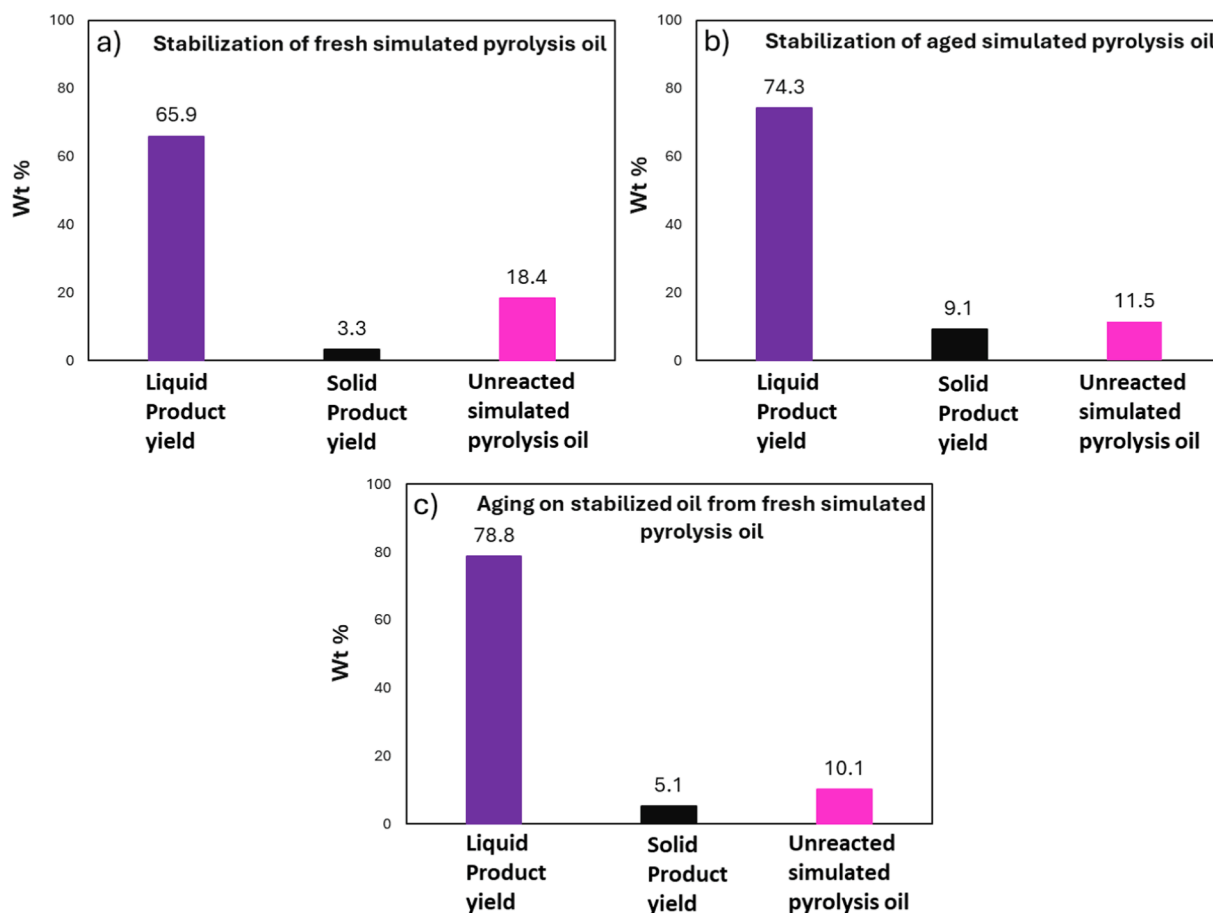 a) Stabilization of fresh simulated pyrolysis oil
Wt %
100
80
60
40
20
0
65.9
3.3
18.4
Liquid
Product
yield
Solid
Product
yield
Unreacted
simulated
pyrolysis oil
b) Stabilization of aged simulated pyrolysis oil
Wt %
100
80
60
40
20
0
74.3
9.1
11.5
Liquid
Product
yield
Solid
Product
yield
Unreacted
simulated
pyrolysis oil
c) Aging on stabilized oil from fresh simulated
pyrolysis oil
Wt %
100
80
60
40
20
0
78.8
5.1
10.1
Liquid
Product
yield
Solid
Product
yield
Unreacted
simulated
pyrolysis oil